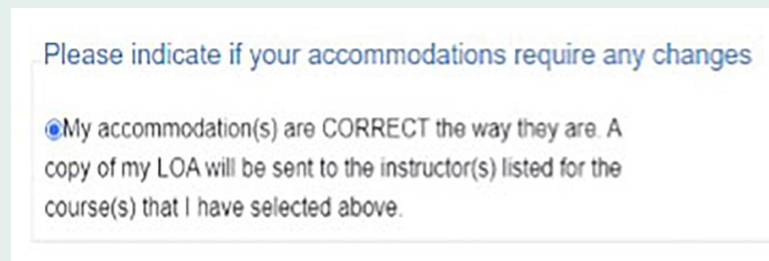 Please indicate if your accommodations require any changes
My accommodation(s) are CORRECT the way they are. A
copy of my LOA will be sent to the instructor(s) listed for the
course(s) that I have selected above.